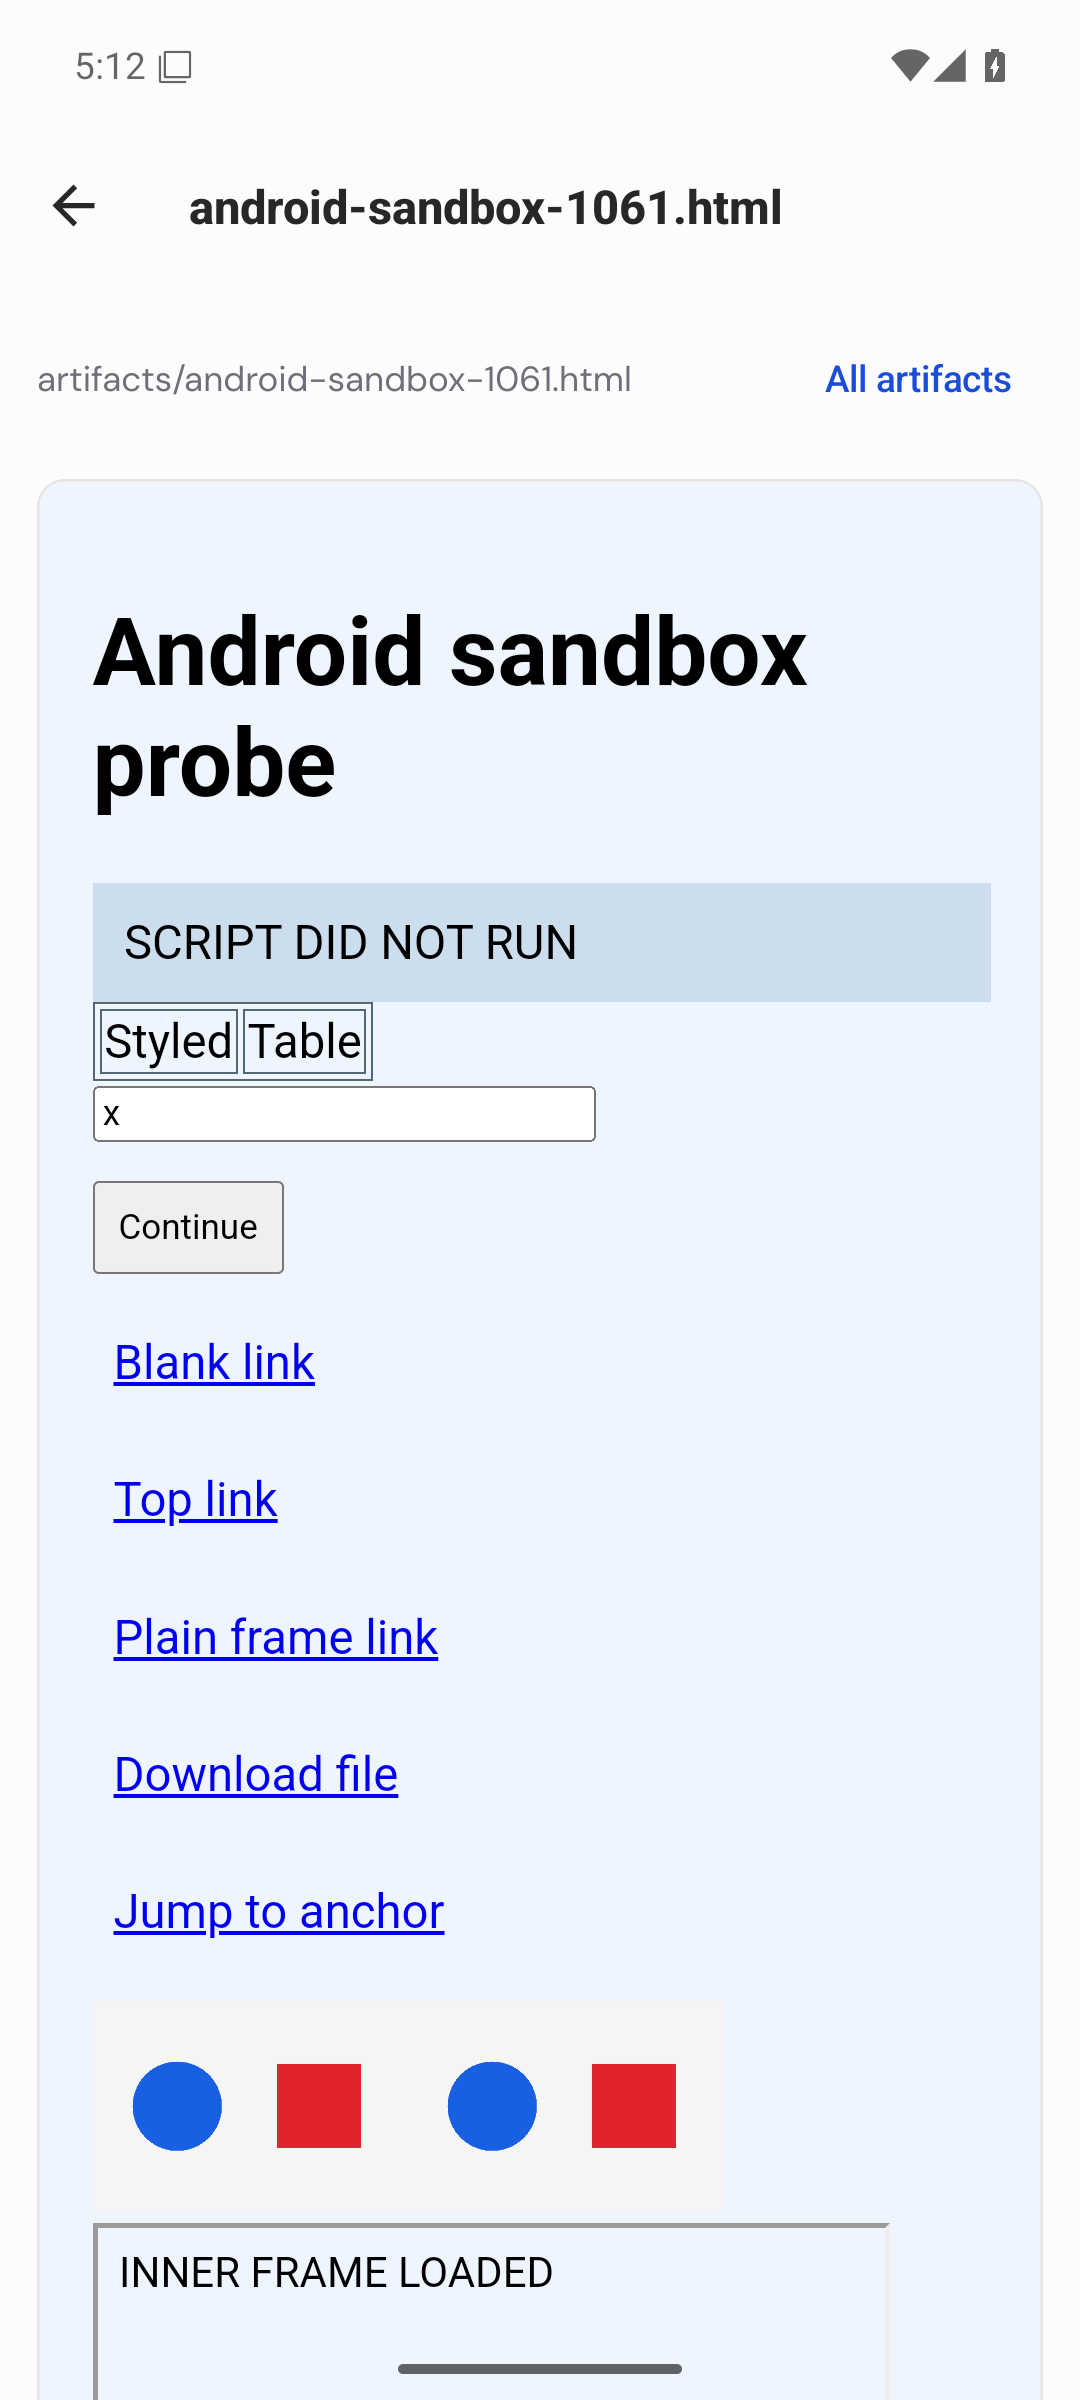 5:12
android-sandbox-1061.html
artifacts/android-sandbox-1061.html All artifacts
Android sandbox
probe
SCRIPT DID NOT RUN
Styled Table
x
Continue
Blank link
Top link
Plain frame link
Download file
Jump to anchor
INNER FRAME LOADED